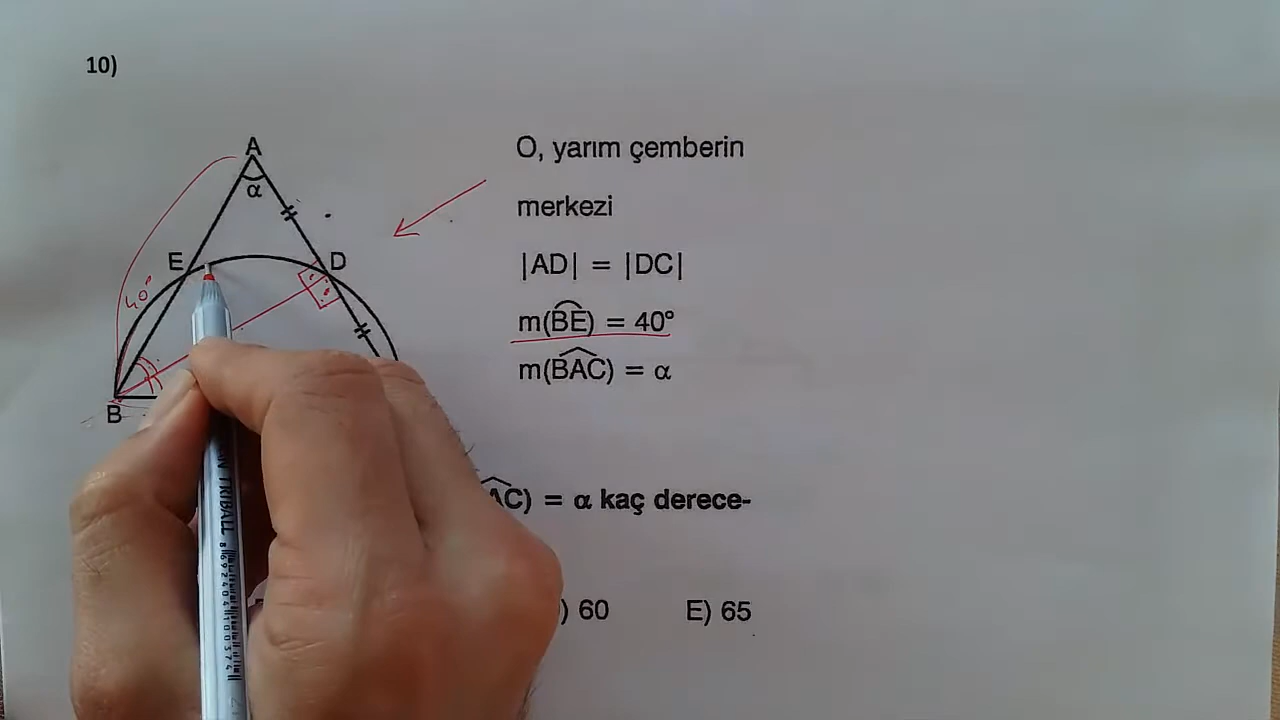 10)
A
α
E
D
40°
B
O, yarım çemberin
merkezi
|AD| = |DC|
m(BE) = 40°
m(BAC) = α
AC) = α kaç derece-
) 60
E) 65